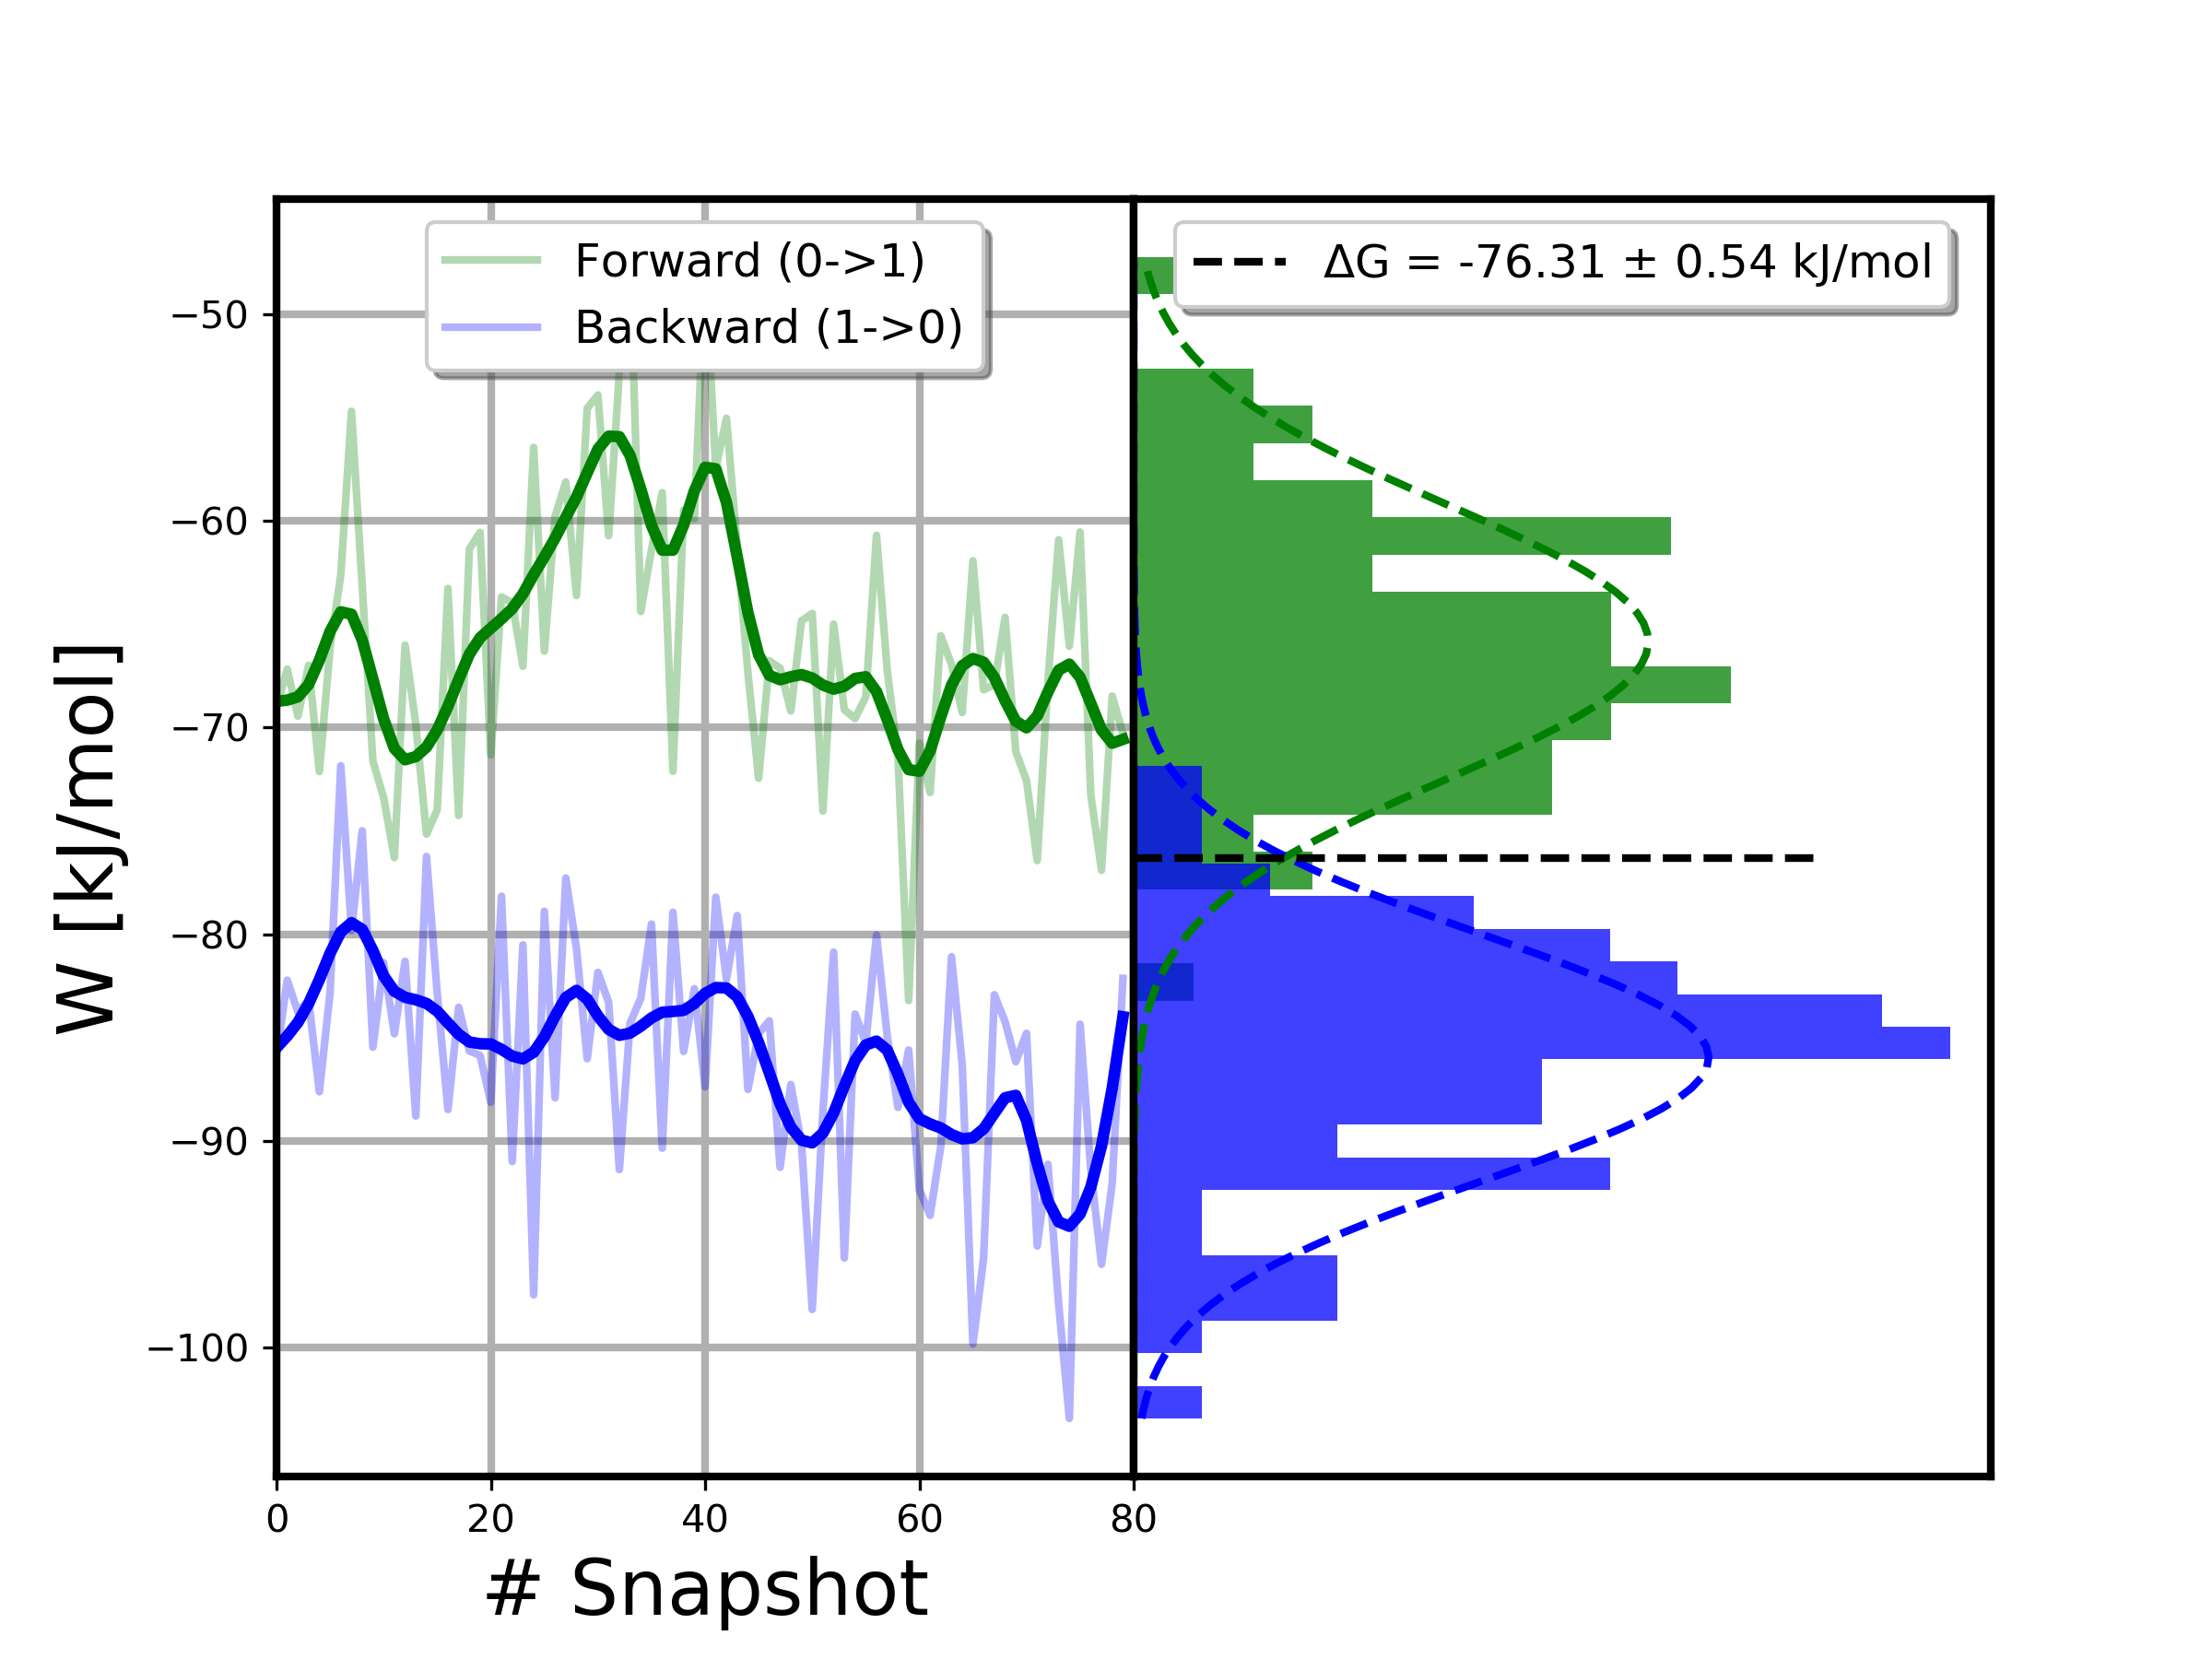 Forward (0->1)
Backward (1->0)
ΔG = -76.31 ± 0.54 kJ/mol
W [kJ/mol]
−50
−60
−70
−80
−90
−100
0 20 40 60 80
# Snapshot